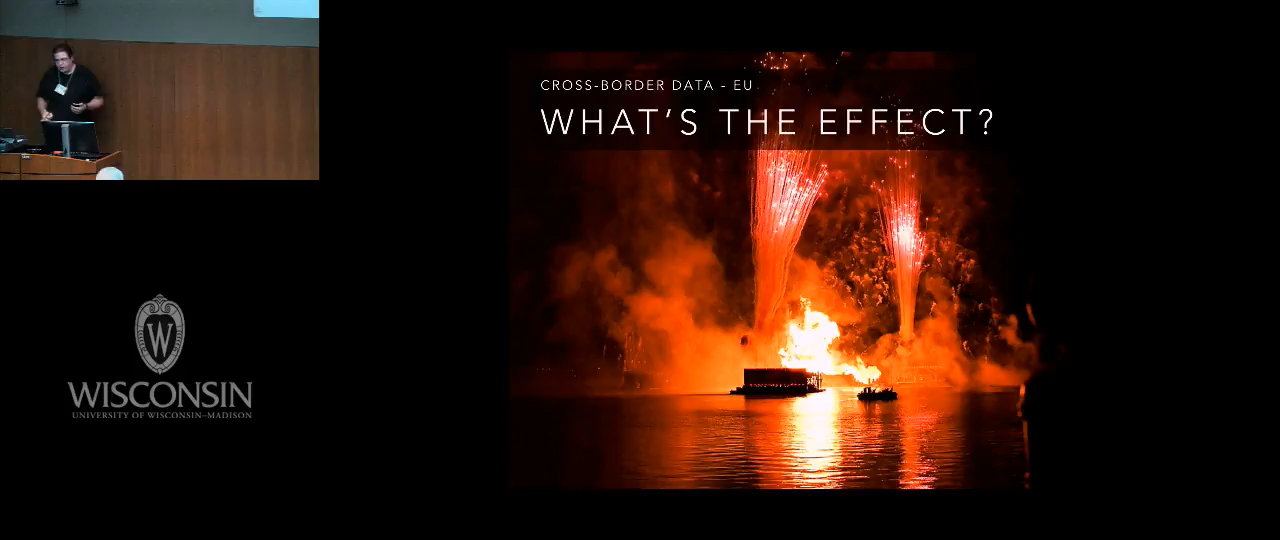 CROSS-BORDER DATA - EU
WHAT'S THE EFFECT?
W
WISCONSIN
UNIVERSITY OF WISCONSIN–MADISON